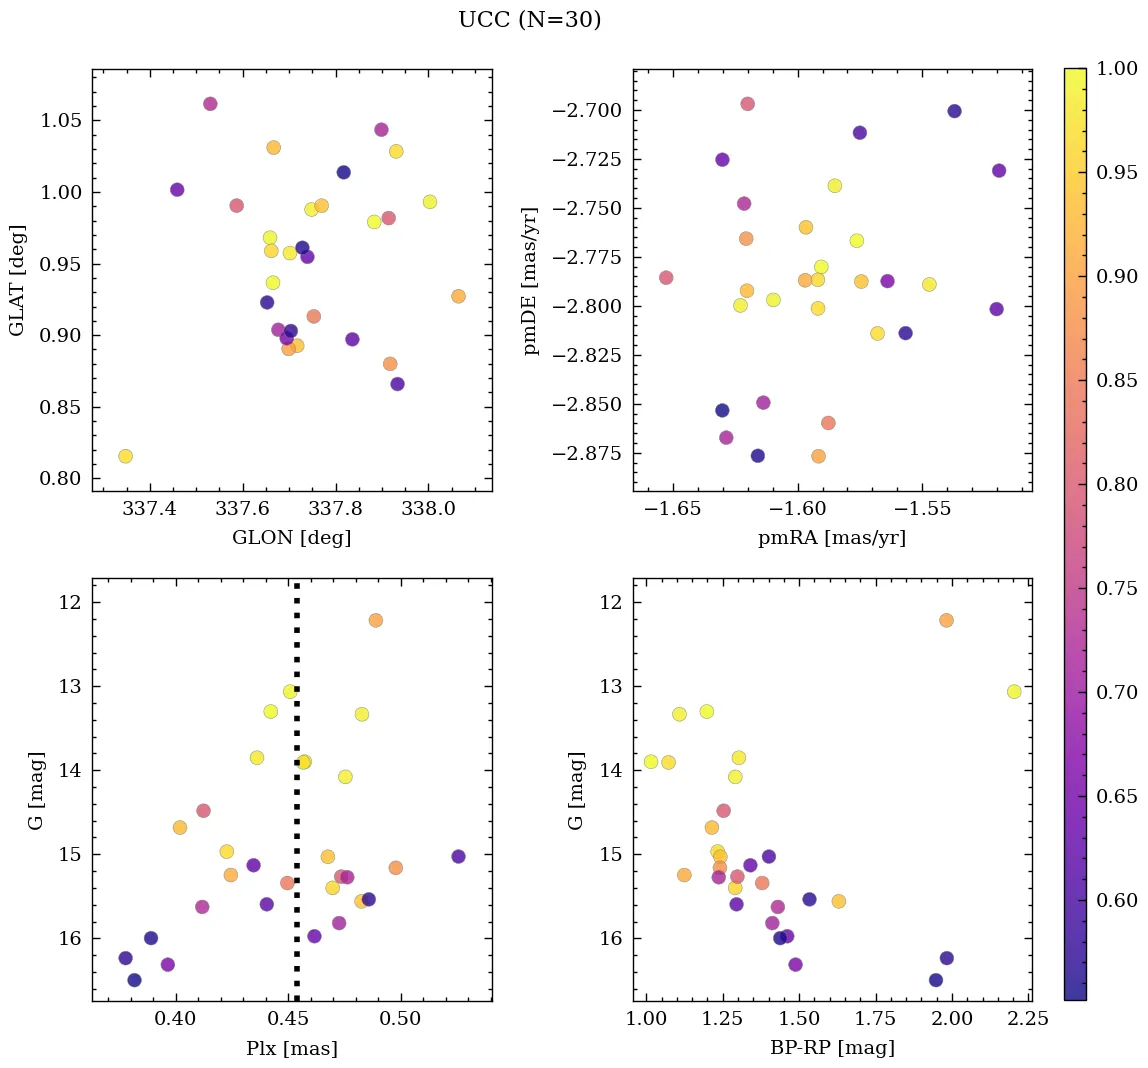 UCC (N=30)
1.05
1.00
0.95
0.90
0.85
0.80
GLAT [deg]
337.4 337.6 337.8 338.0
GLON [deg]
−2.700
−2.725
−2.750
−2.775
−2.800
−2.825
−2.850
−2.875
pmDE [mas/yr]
−1.65 −1.60 −1.55
pmRA [mas/yr]
12
13
14
15
16
G [mag]
0.40 0.45 0.50
Plx [mas]
12
13
14
15
16
G [mag]
1.00 1.25 1.50 1.75 2.00 2.25
BP-RP [mag]
1.00
0.95
0.90
0.85
0.80
0.75
0.70
0.65
0.60